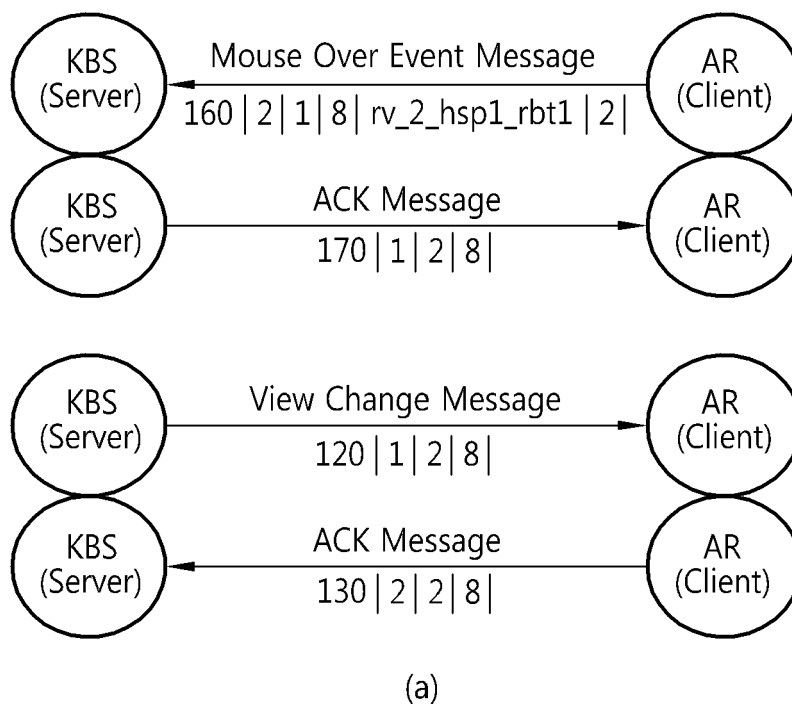 KBS
(Server)
Mouse Over Event Message
160 | 2 | 1 | 8 | rv_2_hsp1_rbt1 | 2 |
AR
(Client)
KBS
(Server)
ACK Message
170 | 1 | 2 | 8 |
AR
(Client)
KBS
(Server)
View Change Message
120 | 1 | 2 | 8 |
AR
(Client)
KBS
(Server)
ACK Message
130 | 2 | 2 | 8 |
AR
(Client)
(a)